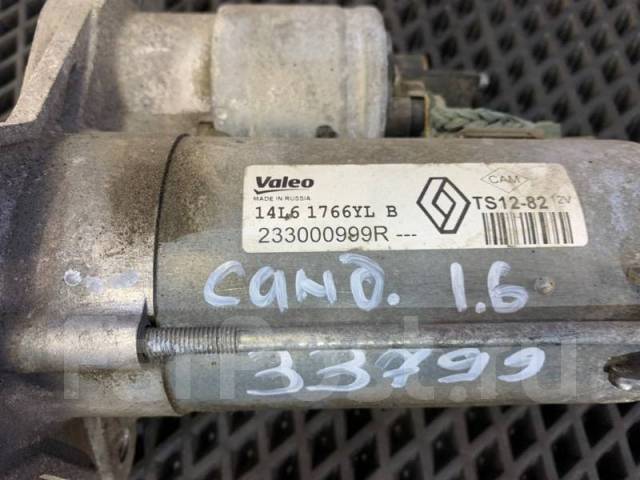 Valeo
MADE IN RUSSIA
14L6 1766YL B
233000999R ---
CAM
TS12-82 12V
санд. 1.6
33799